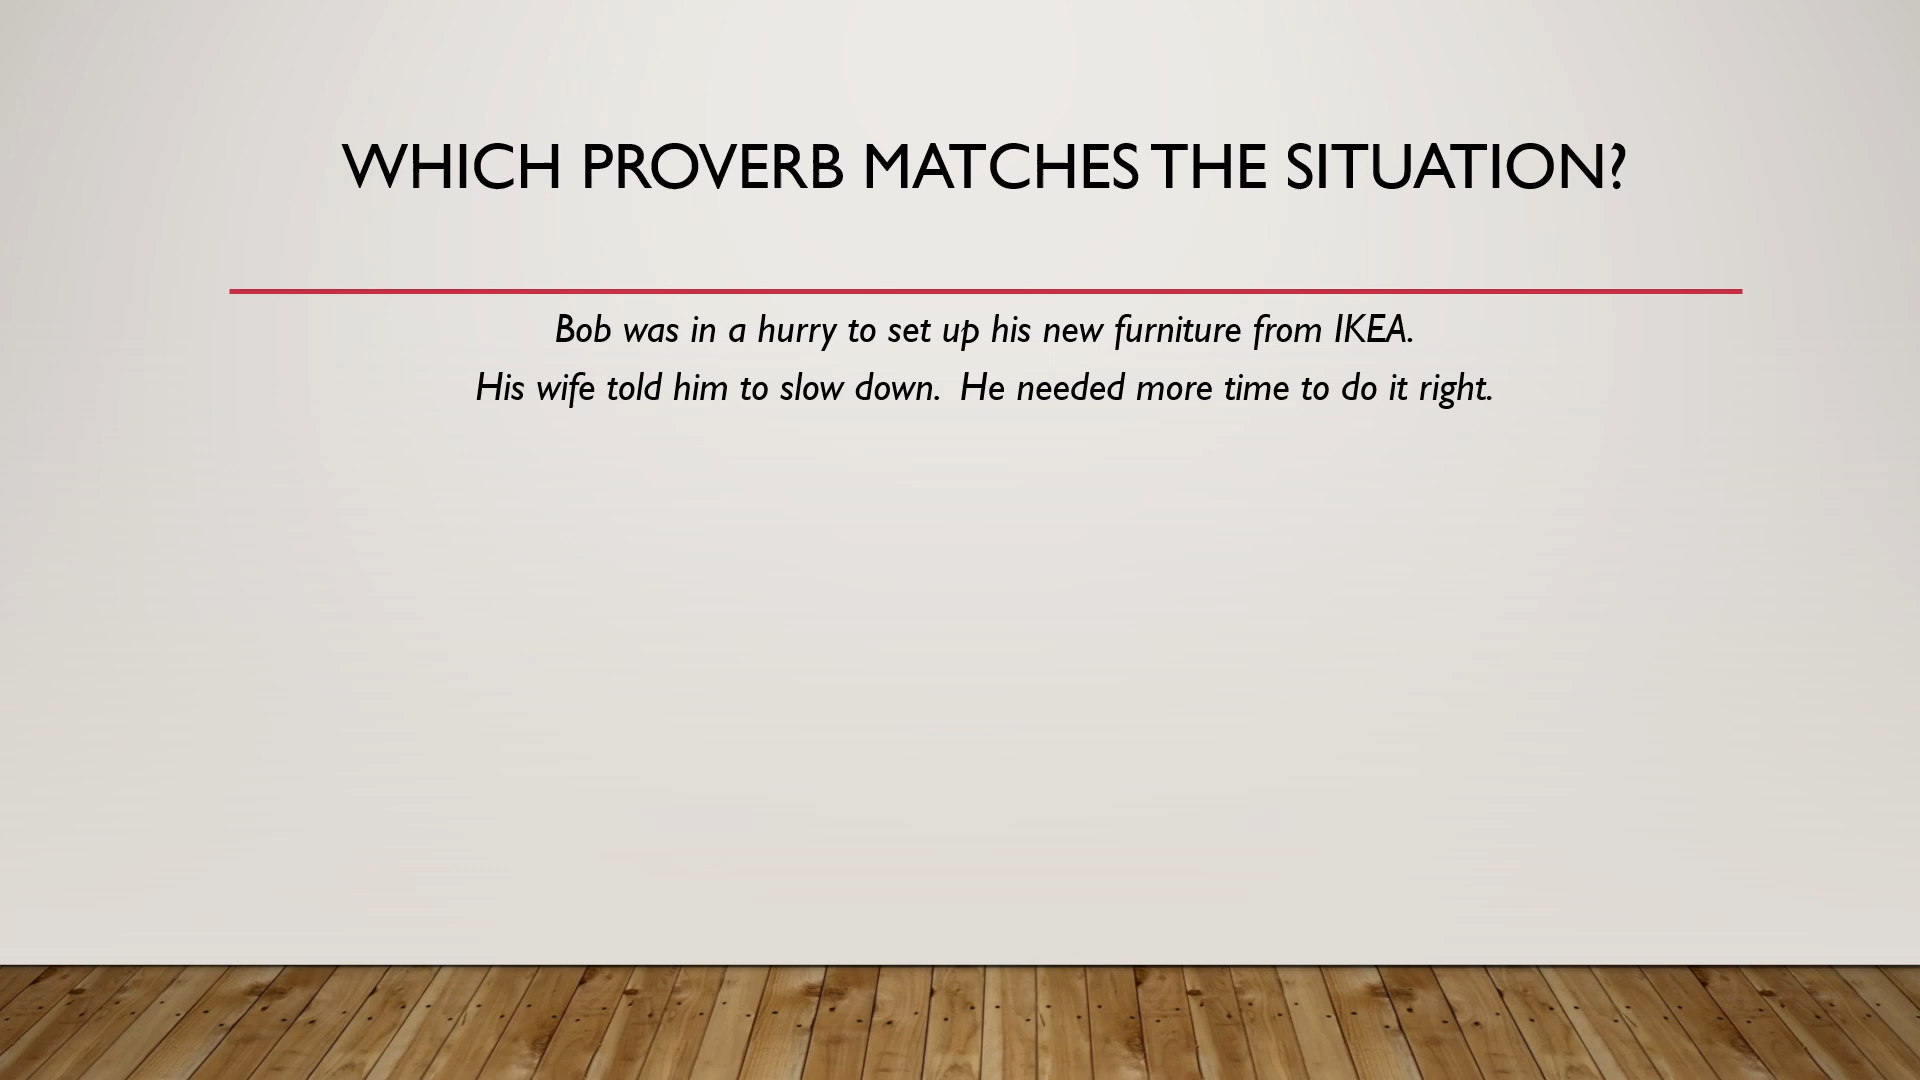 WHICH PROVERB MATCHES THE SITUATION?
Bob was in a hurry to set up his new furniture from IKEA.
His wife told him to slow down.  He needed more time to do it right.